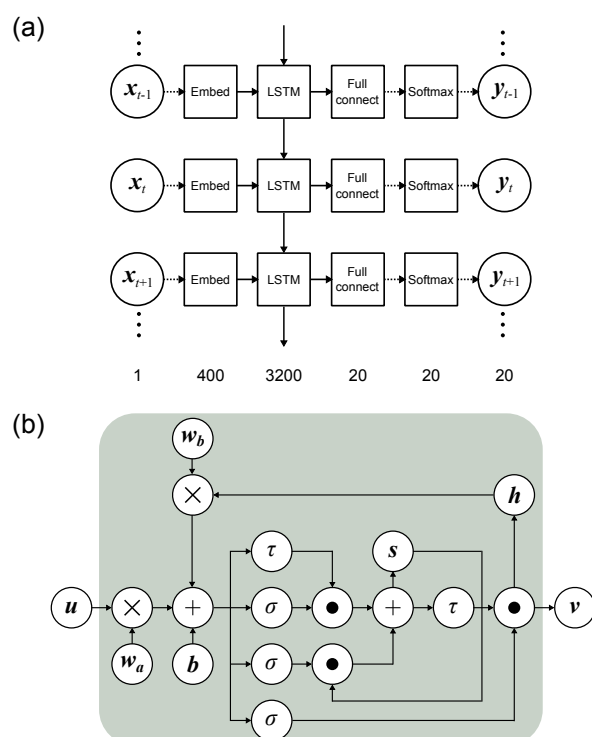 (a)
x_{t-1} Embed LSTM Full connect Softmax y_{t-1}
x_t Embed LSTM Full connect Softmax y_t
x_{t+1} Embed LSTM Full connect Softmax y_{t+1}
1 400 3200 20 20 20
(b)
w_b
× h
τ s
u × + σ • + τ • v
w_a b σ •
σ